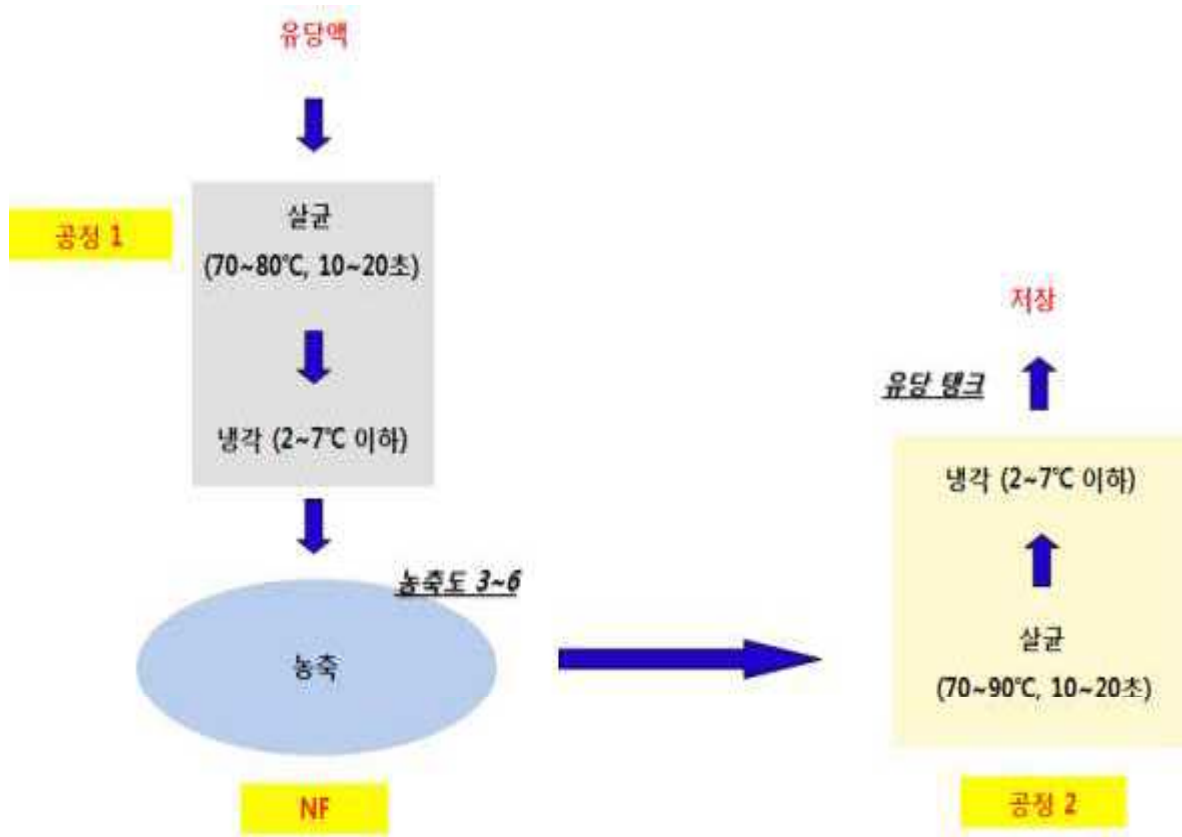 유당액
공정 1
살균
(70~80℃, 10~20초)
냉각 (2~7℃ 이하)
농축도 3~6
농축
NF
저장
유당 탱크
냉각 (2~7℃ 이하)
살균
(70~90℃, 10~20초)
공정 2